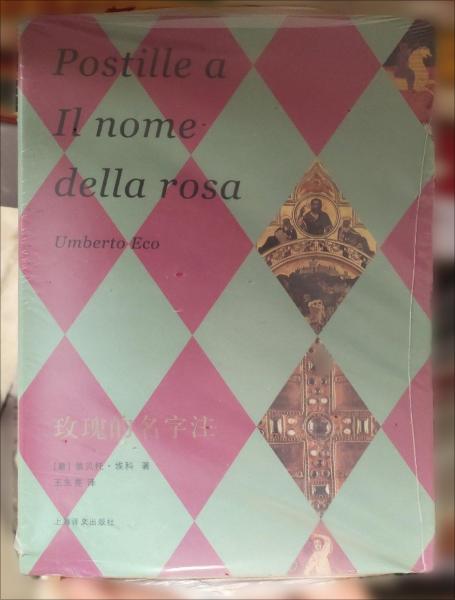 Postille a
Il nome
della rosa
Umberto Eco
玫瑰的名字注
[意] 翁贝托·埃科 著
王东亮 译
上海译文出版社